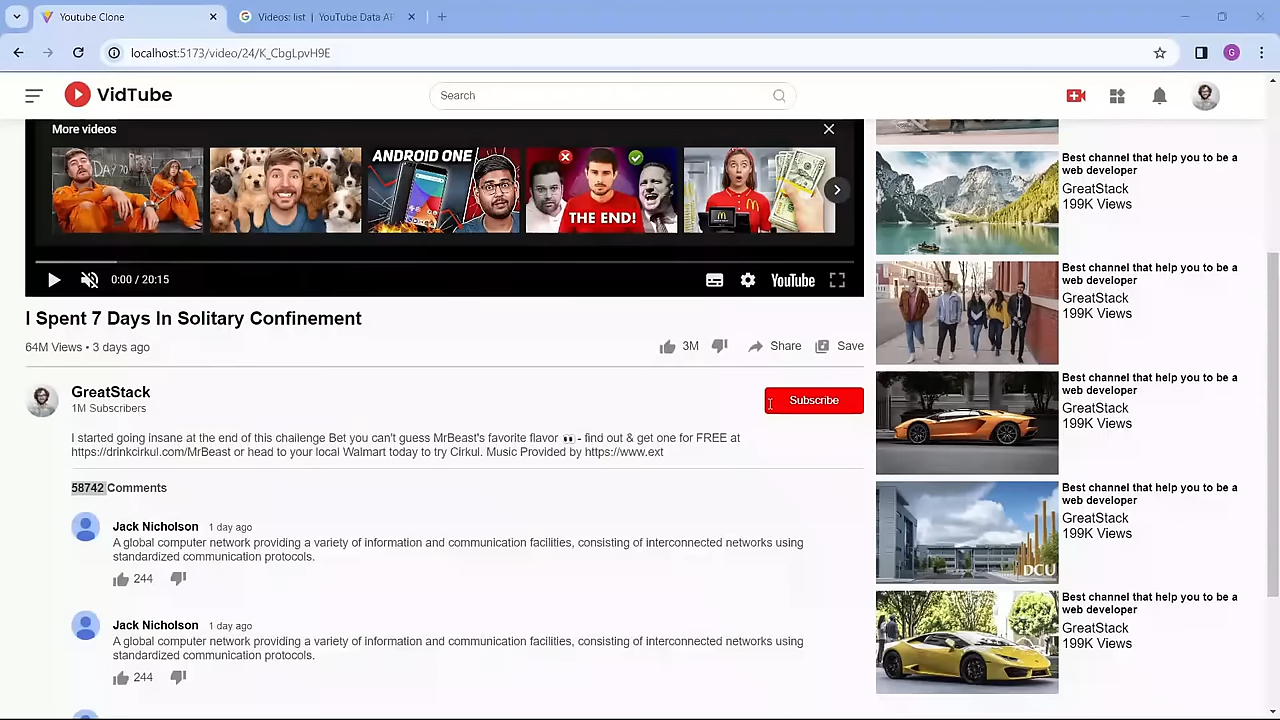 Youtube Clone
Videos: list | YouTube Data AP
localhost:5173/video/24/K_CbgLpvH9E
G
VidTube
Search
More videos
DAY
ANDROID ONE
THE END!
0:00 / 20:15
YouTube
I Spent 7 Days In Solitary Confinement
64M Views • 3 days ago
3M
Share
Save
GreatStack
1M Subscribers
Subscribe
I started going insane at the end of this challenge Bet you can't guess MrBeast's favorite flavor 👀 - find out & get one for FREE at
https://drinkcirkul.com/MrBeast or head to your local Walmart today to try Cirkul. Music Provided by https://www.ext
58742 Comments
Jack Nicholson 1 day ago
A global computer network providing a variety of information and communication facilities, consisting of interconnected networks using
standardized communication protocols.
244
Jack Nicholson 1 day ago
A global computer network providing a variety of information and communication facilities, consisting of interconnected networks using
standardized communication protocols.
244
Best channel that help you to be a
web developer
GreatStack
199K Views
Best channel that help you to be a
web developer
GreatStack
199K Views
Best channel that help you to be a
web developer
GreatStack
199K Views
Best channel that help you to be a
web developer
GreatStack
199K Views
DCU
Best channel that help you to be a
web developer
GreatStack
199K Views